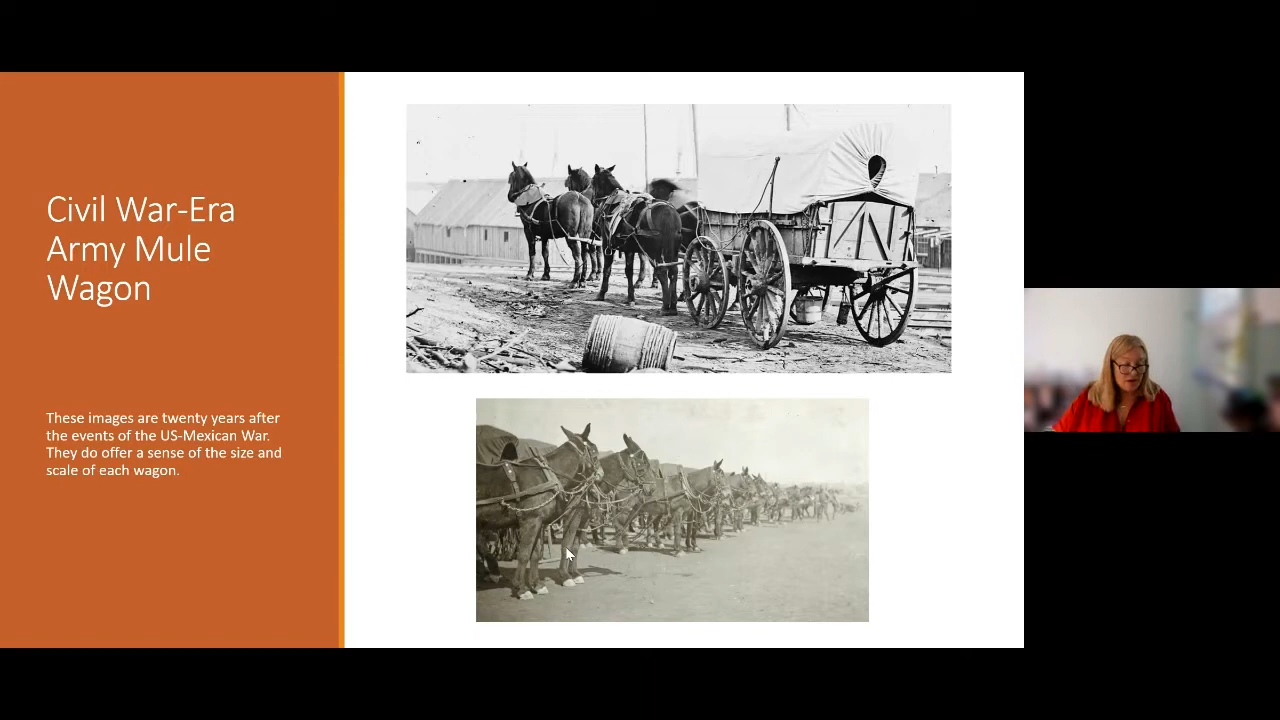 Civil War-Era
Army Mule
Wagon
These images are twenty years after
the events of the US-Mexican War.
They do offer a sense of the size and
scale of each wagon.